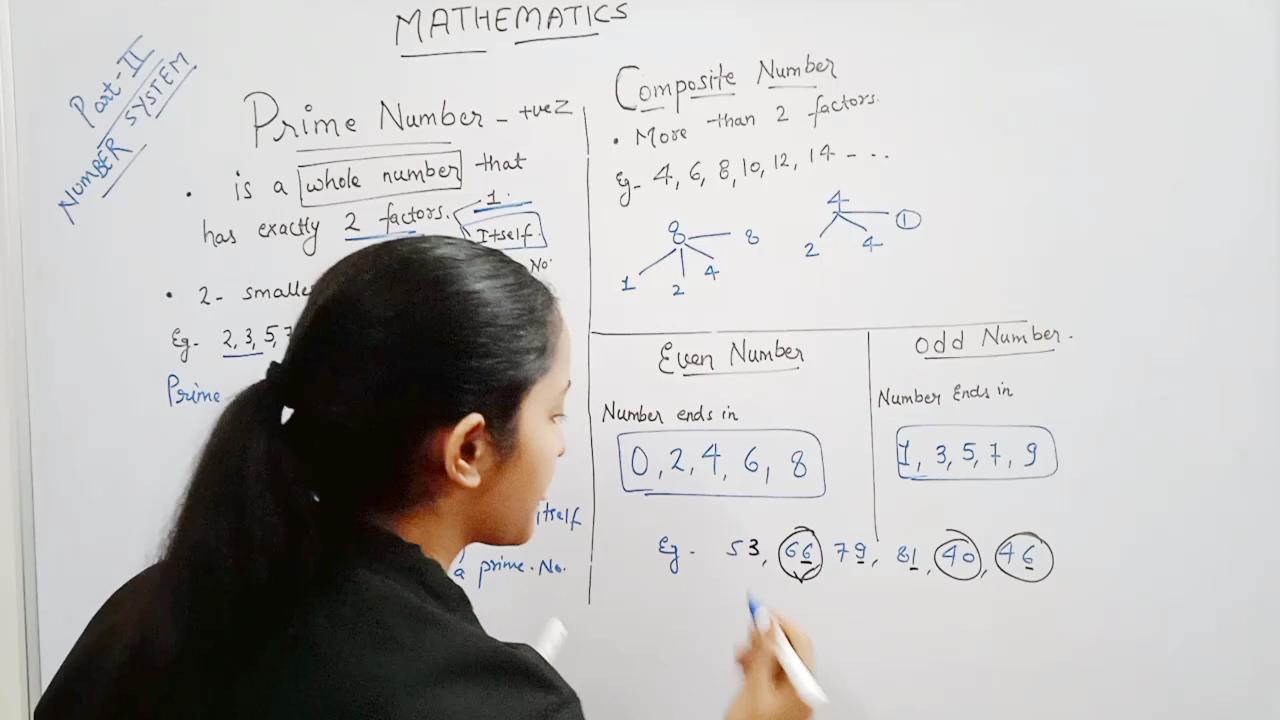 MATHEMATICS
Part-II
NUMBER SYSTEM
Prime Number - +ve Z
• is a whole number that
has exactly 2 factors. 1.
Itself.
No.
• 2- smalle
Eg. 2, 3, 5, 7
Prime
itself
a prime. No.
Composite Number
• More than 2 factors.
Eg- 4, 6, 8, 10, 12, 14 - ...
8 8
1 2 4
4 1
2 4
Even Number
Number ends in
0, 2, 4, 6, 8
Odd Number.
Number Ends in
1, 3, 5, 7, 9
Eg. 53, 66 79, 81, 40, 46